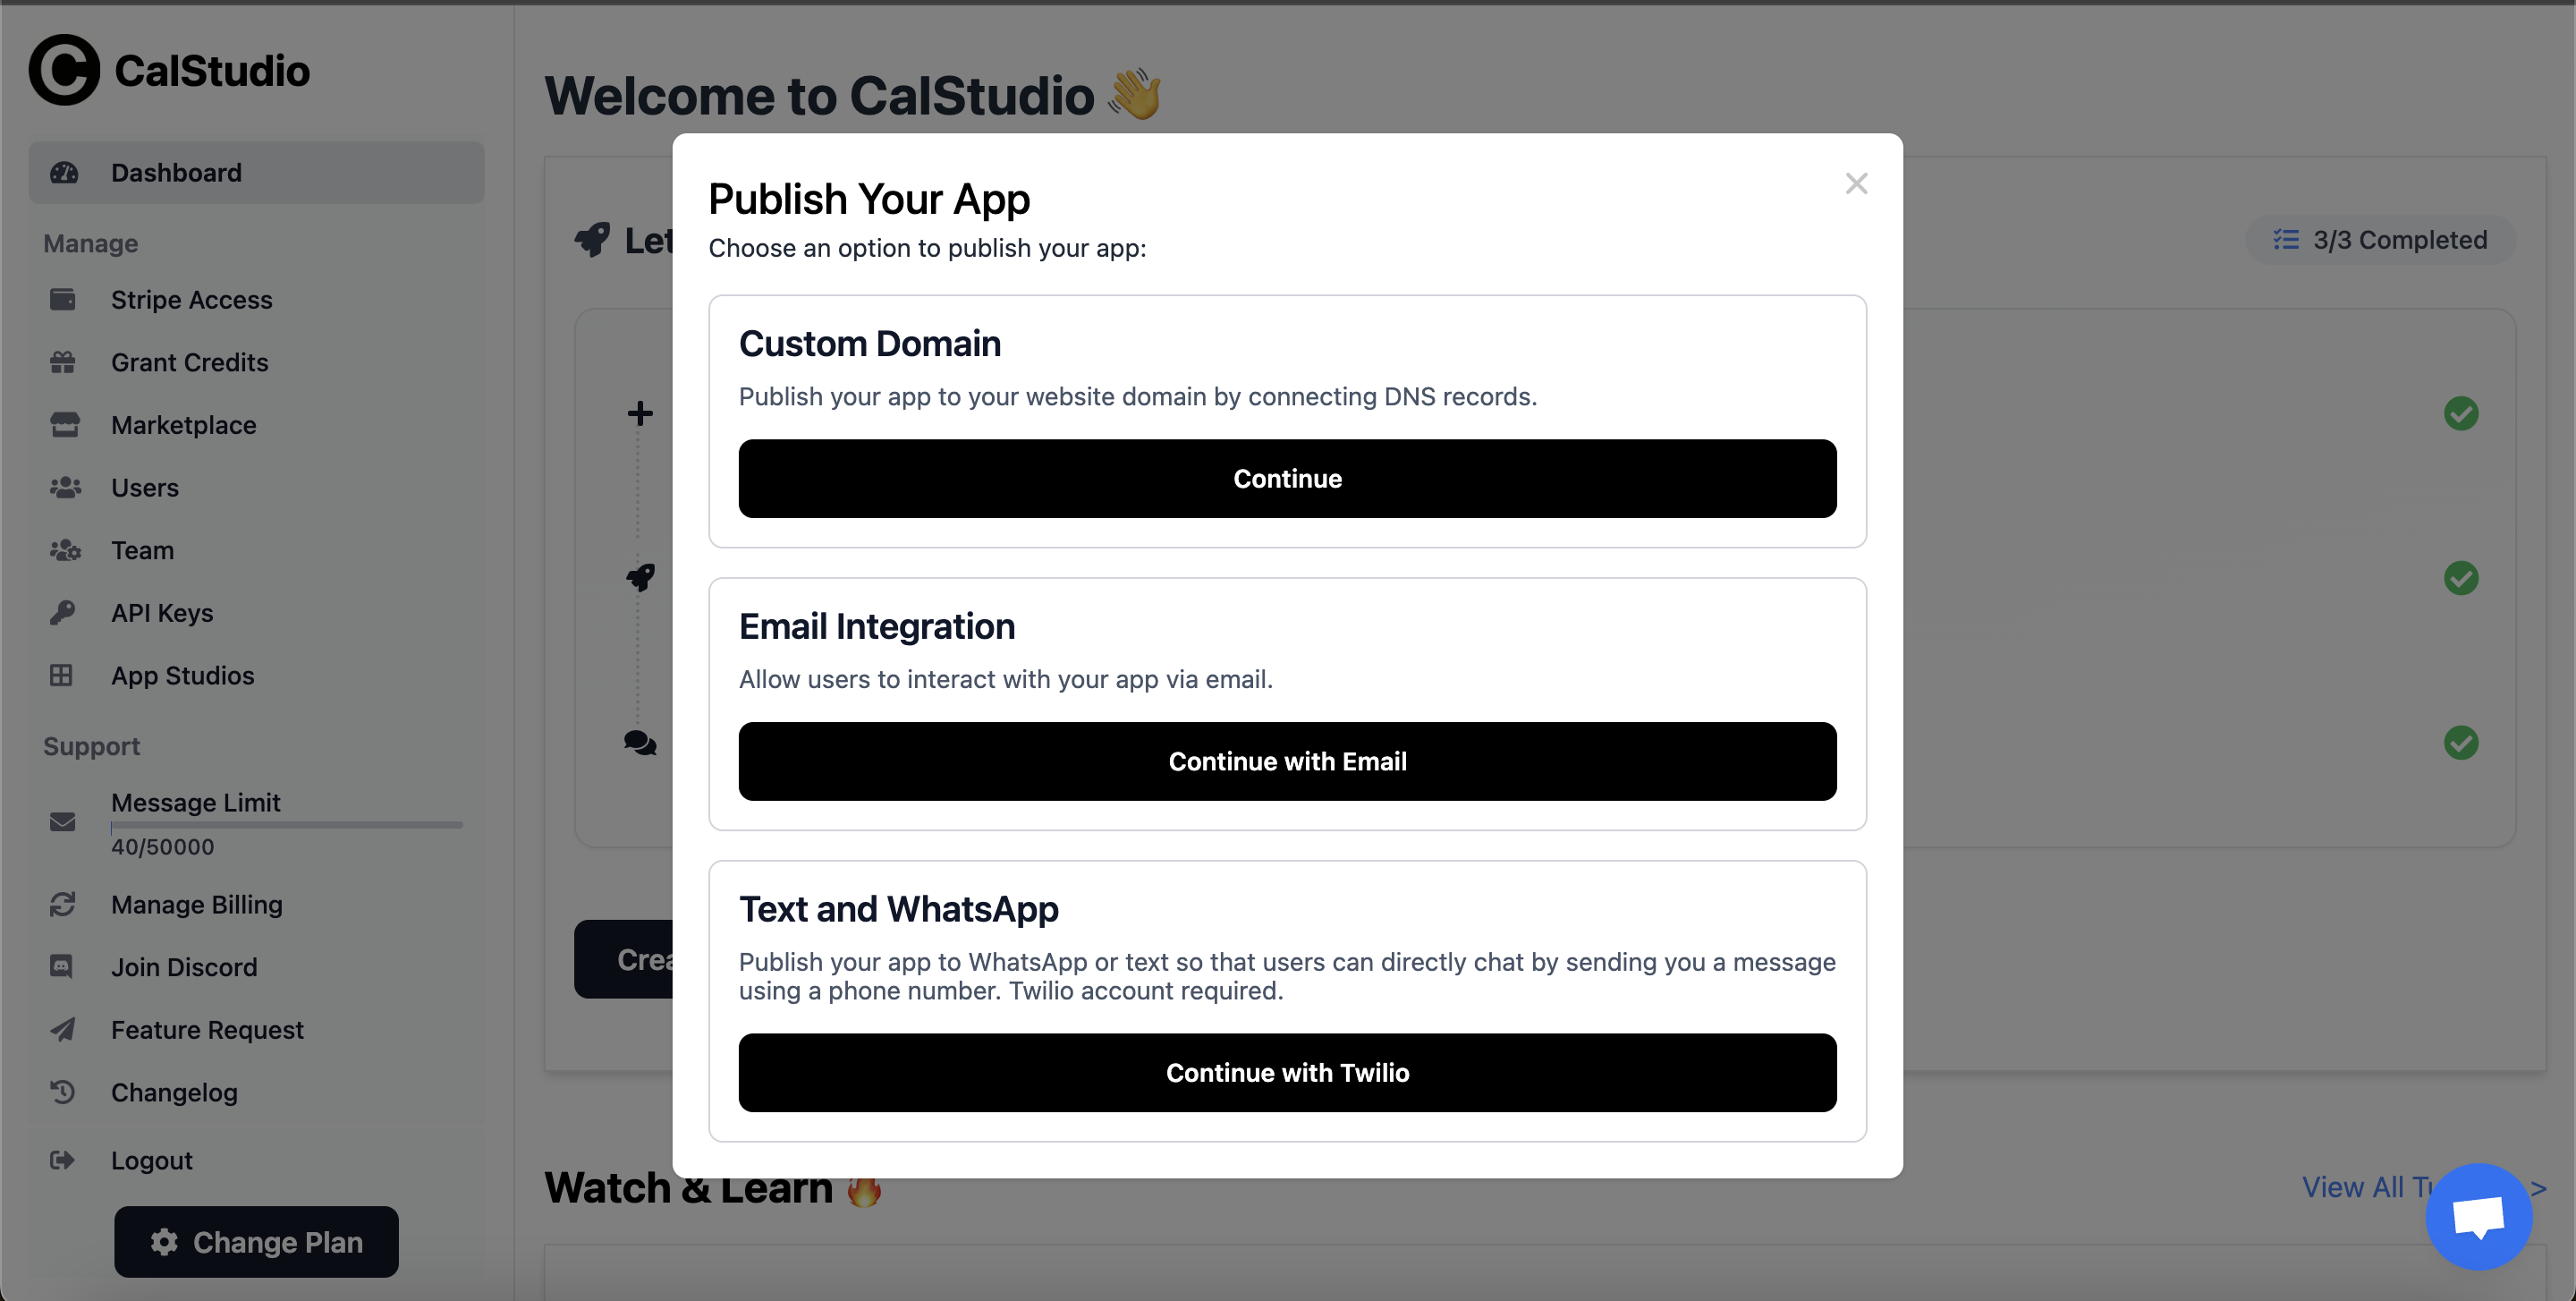 CalStudio
Dashboard
Manage
Stripe Access
Grant Credits
Marketplace
Users
Team
API Keys
App Studios
Support
Message Limit
40/50000
Manage Billing
Join Discord
Feature Request
Changelog
Logout
Change Plan
Welcome to CalStudio 👋
Let
3/3 Completed
Crea
Publish Your App
Choose an option to publish your app:
Custom Domain
Publish your app to your website domain by connecting DNS records.
Continue
Email Integration
Allow users to interact with your app via email.
Continue with Email
Text and WhatsApp
Publish your app to WhatsApp or text so that users can directly chat by sending you a message
using a phone number. Twilio account required.
Continue with Twilio
Watch & Learn 🔥
View All Tu >